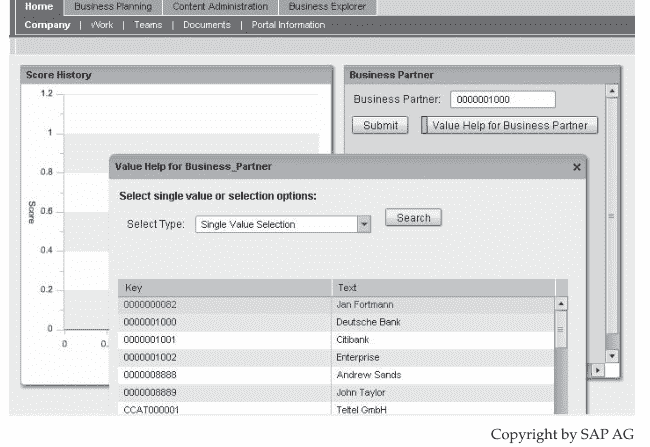 Home Business Planning Content Administration Business Explorer
Company | Work | Teams | Documents | Portal Information
Score History
1.2
1
0.8
Score
0.6
0.4
0.2
0
0 0.
Business Partner
Business Partner: 0000001000
Submit Value Help for Business Partner
Value Help for Business_Partner
Select single value or selection options:
Select Type: Single Value Selection Search
Key Text
0000000082 Jan Fortmann
0000001000 Deutsche Bank
0000001001 Citibank
0000001002 Enterprise
0000008888 Andrew Sands
0000008889 John Taylor
CCAT000001 Teltel GmbH
Copyright by SAP AG